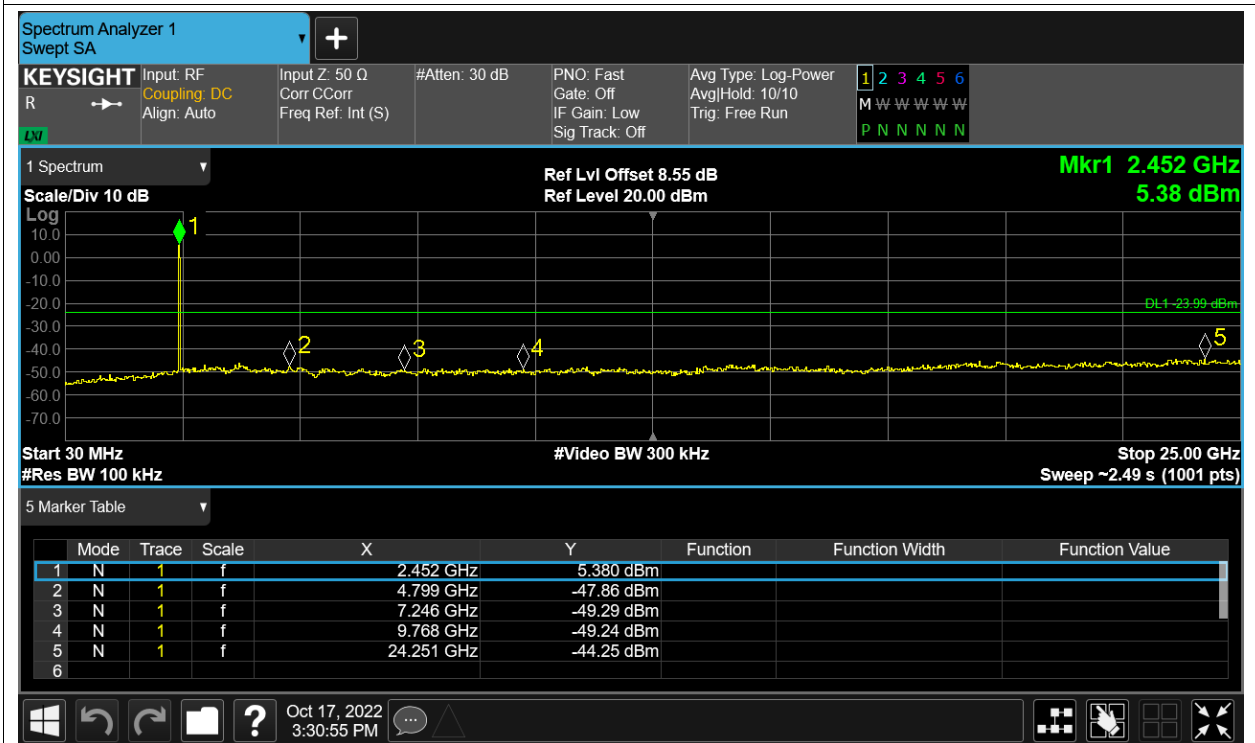 Spectrum Analyzer 1
Swept SA
KEYSIGHT
R
LXI
Input: RF
Coupling: DC
Align: Auto
Input Z: 50 Ω
Corr CCorr
Freq Ref: Int (S)
#Atten: 30 dB
PNO: Fast
Gate: Off
IF Gain: Low
Sig Track: Off
Avg Type: Log-Power
Avg|Hold: 10/10
Trig: Free Run
1 2 3 4 5 6
M W W W W W
P N N N N N
1 Spectrum
Scale/Div 10 dB
Ref Lvl Offset 8.55 dB
Ref Level 20.00 dBm
Mkr1 2.452 GHz
5.38 dBm
Log
10.0
0.00
-10.0
-20.0
-30.0
-40.0
-50.0
-60.0
-70.0
1
2
3
4
5
DL1 -23.99 dBm
Start 30 MHz
#Res BW 100 kHz
#Video BW 300 kHz
Stop 25.00 GHz
Sweep ~2.49 s (1001 pts)
5 Marker Table
Mode Trace Scale X Y Function Function Width Function Value
1 N 1 f 2.452 GHz 5.380 dBm
2 N 1 f 4.799 GHz -47.86 dBm
3 N 1 f 7.246 GHz -49.29 dBm
4 N 1 f 9.768 GHz -49.24 dBm
5 N 1 f 24.251 GHz -44.25 dBm
6
?
Oct 17, 2022
3:30:55 PM